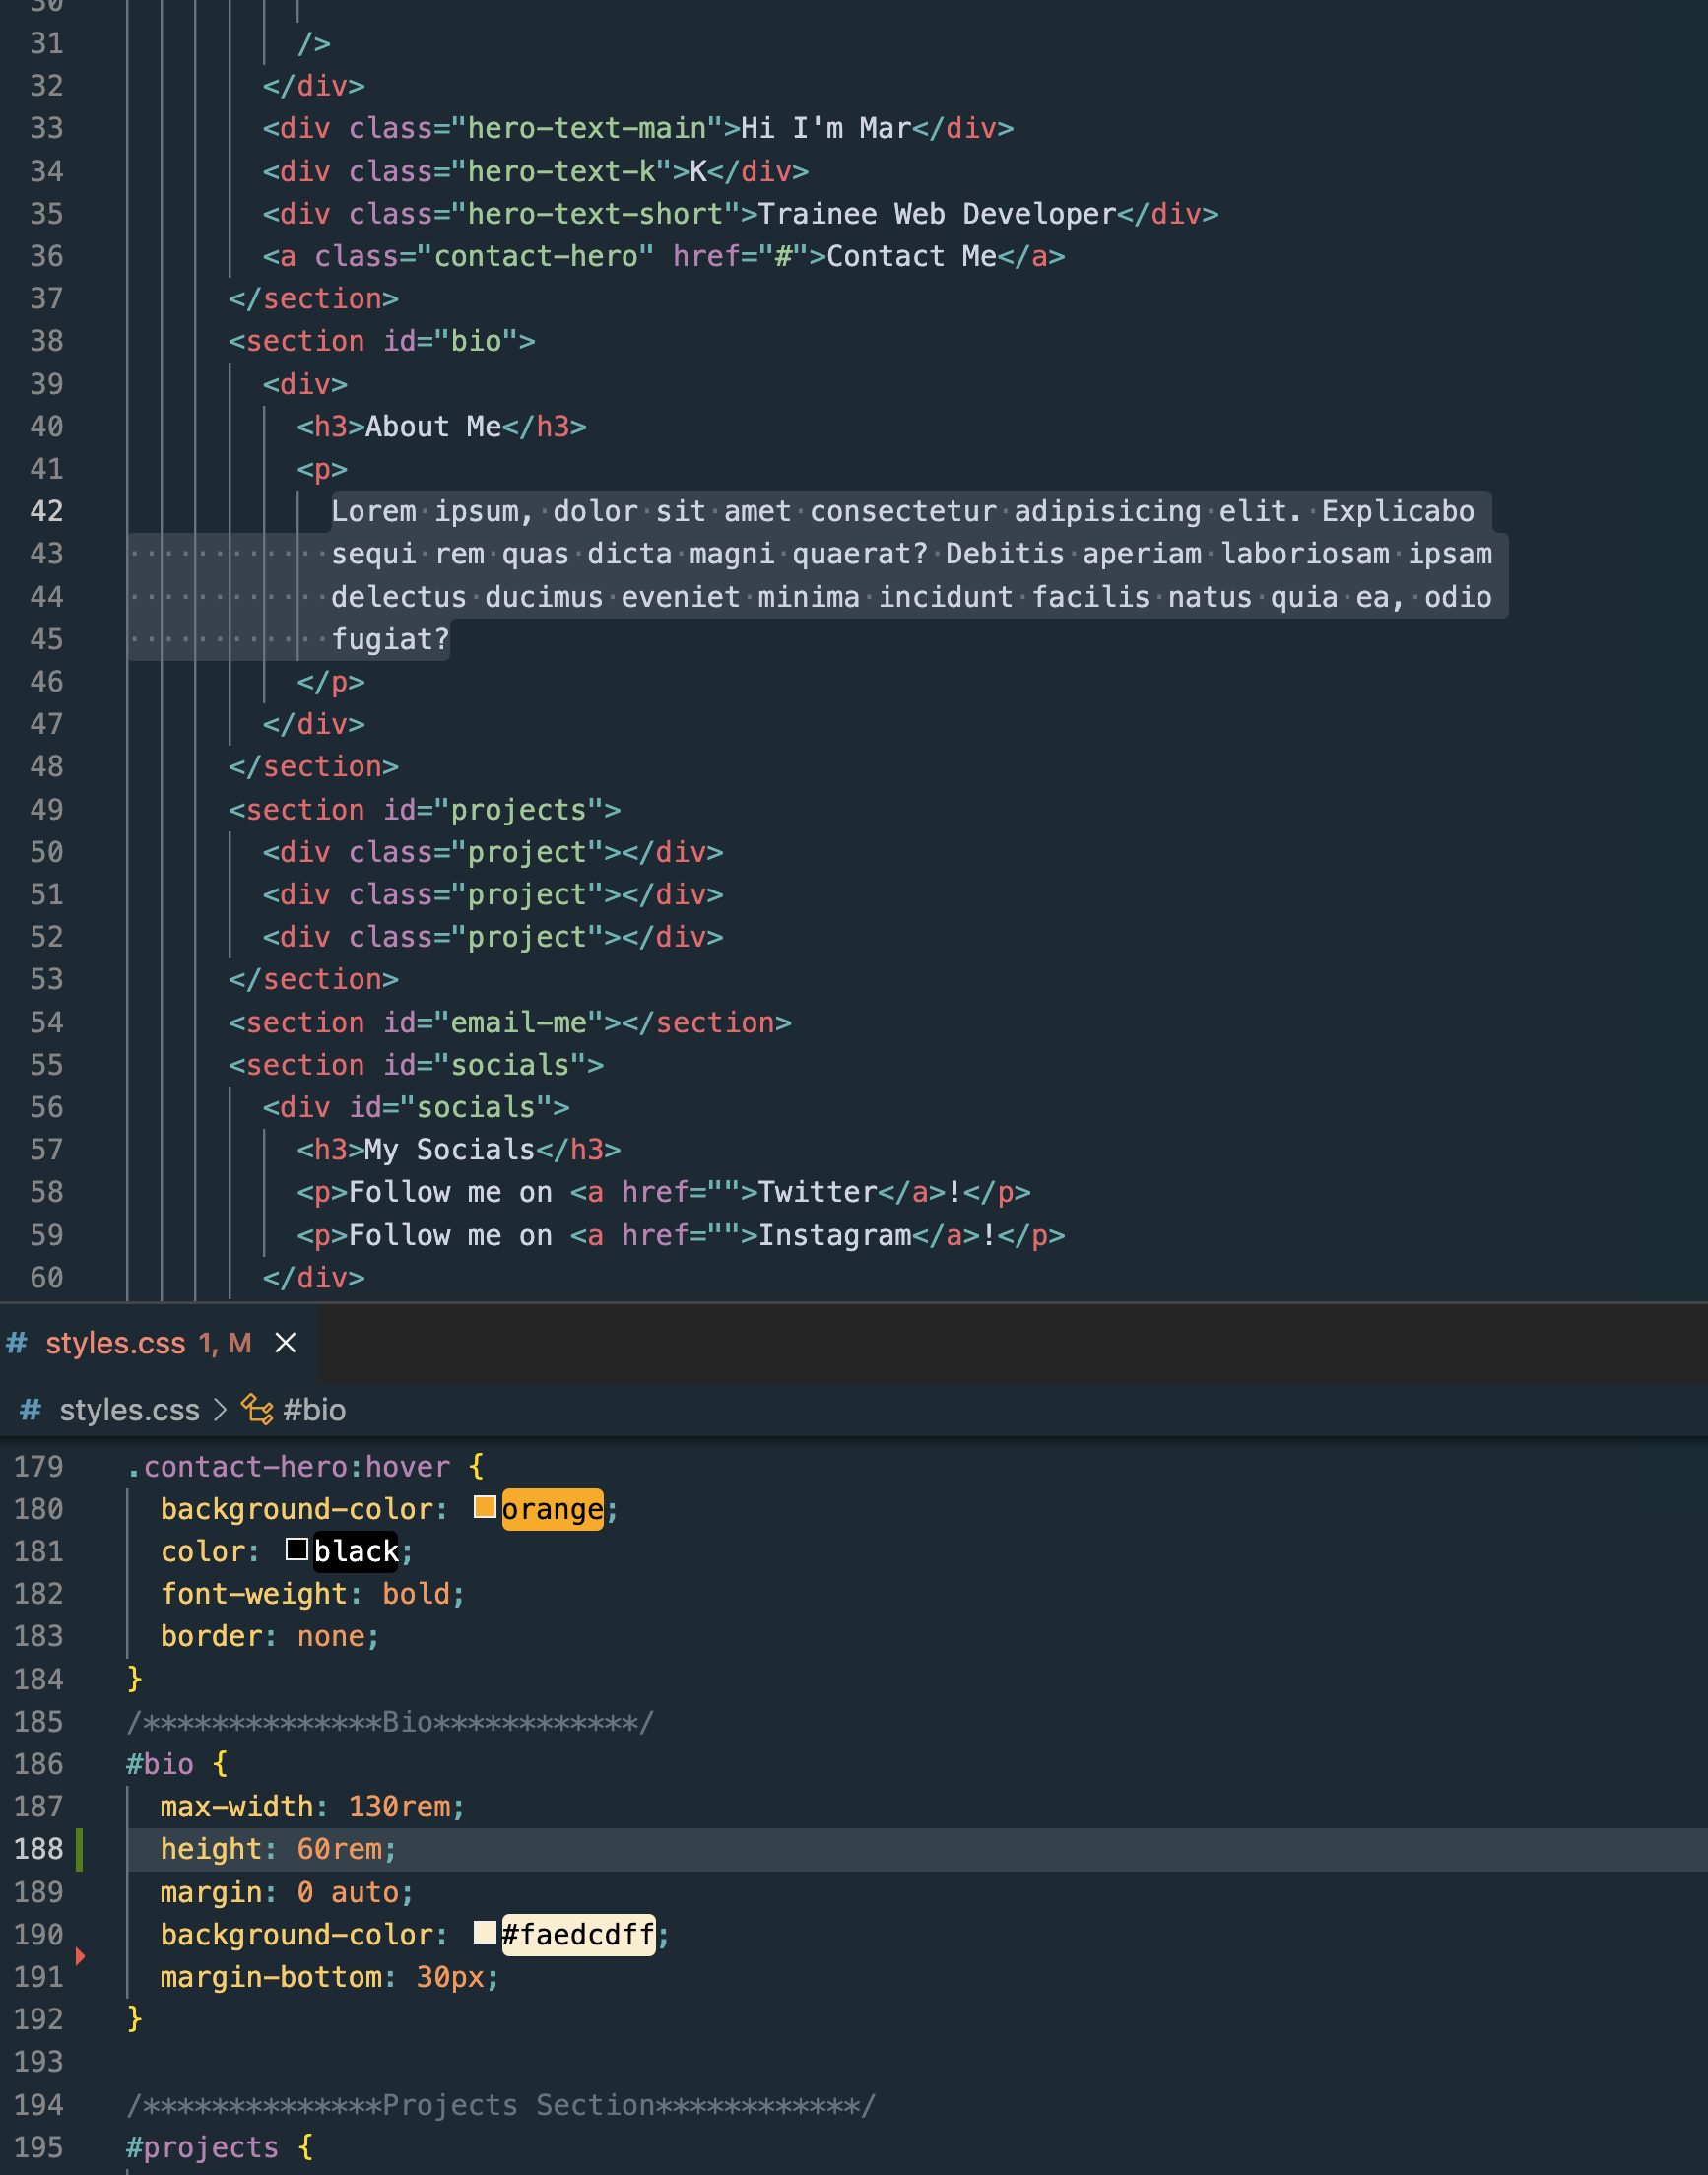 30
31 />
32 </div>
33 <div class="hero-text-main">Hi I'm Mar</div>
34 <div class="hero-text-k">K</div>
35 <div class="hero-text-short">Trainee Web Developer</div>
36 <a class="contact-hero" href="#">Contact Me</a>
37 </section>
38 <section id="bio">
39 <div>
40 <h3>About Me</h3>
41 <p>
42 Lorem ipsum, dolor sit amet consectetur adipisicing elit. Explicabo
43 sequi rem quas dicta magni quaerat? Debitis aperiam laboriosam ipsam
44 delectus ducimus eveniet minima incidunt facilis natus quia ea, odio
45 fugiat?
46 </p>
47 </div>
48 </section>
49 <section id="projects">
50 <div class="project"></div>
51 <div class="project"></div>
52 <div class="project"></div>
53 </section>
54 <section id="email-me"></section>
55 <section id="socials">
56 <div id="socials">
57 <h3>My Socials</h3>
58 <p>Follow me on <a href="">Twitter</a>!</p>
59 <p>Follow me on <a href="">Instagram</a>!</p>
60 </div>
# styles.css 1, M
# styles.css > #bio
179 .contact-hero:hover {
180 background-color: orange;
181 color: black;
182 font-weight: bold;
183 border: none;
184 }
185 /**************Bio************/
186 #bio {
187 max-width: 130rem;
188 height: 60rem;
189 margin: 0 auto;
190 background-color: #faedcdff;
191 margin-bottom: 30px;
192 }
193
194 /**************Projects Section************/
195 #projects {